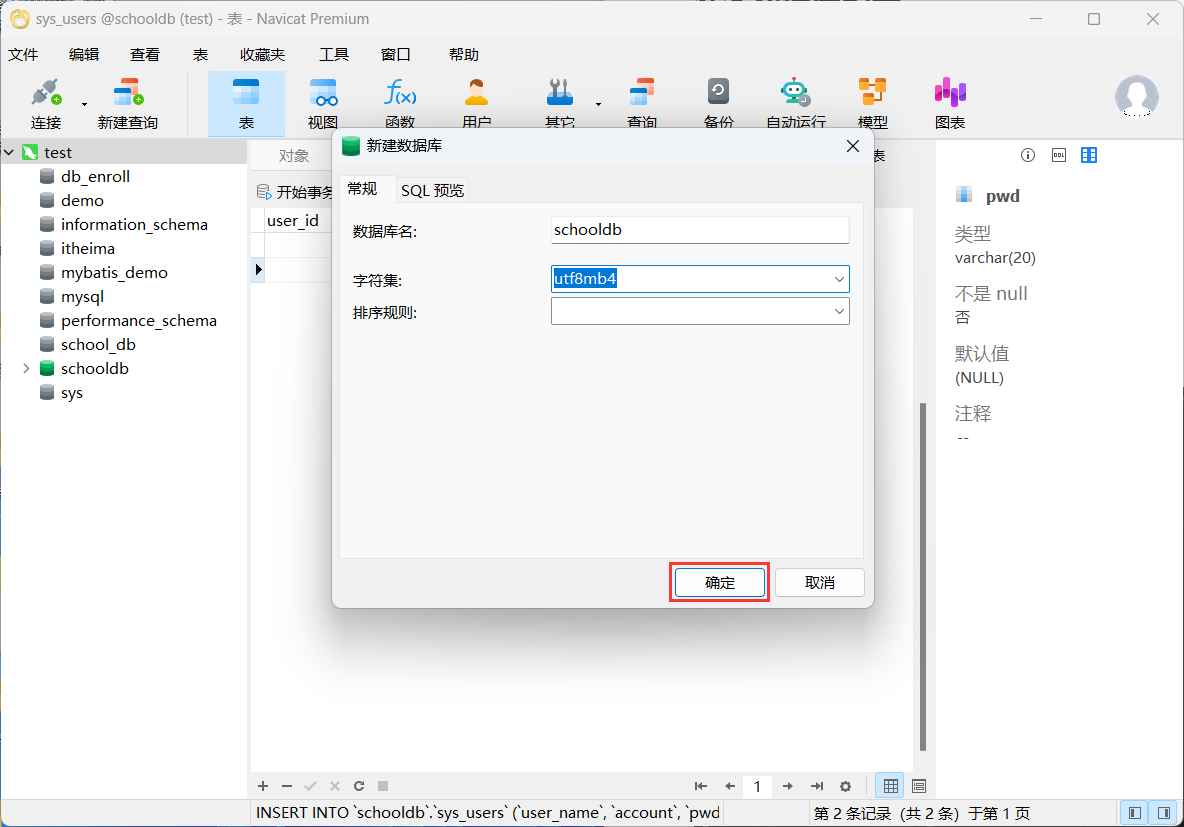 sys_users @schooldb (test) - 表 - Navicat Premium
文件 编辑 查看 表 收藏夹 工具 窗口 帮助
连接 新建查询 表 视图 函数 用户 其它 查询 备份 自动运行 模型 图表
test
db_enroll
demo
information_schema
itheima
mybatis_demo
mysql
performance_schema
school_db
schooldb
sys
对象
表
开始事务
user_id
新建数据库
常规 SQL 预览
数据库名: schooldb
字符集: utf8mb4
排序规则:
确定 取消
DDL
pwd
类型
varchar(20)
不是 null
否
默认值
(NULL)
注释
--
1
INSERT INTO `schooldb`.`sys_users` (`user_name`, `account`, `pwd
第 2 条记录 (共 2 条) 于第 1 页